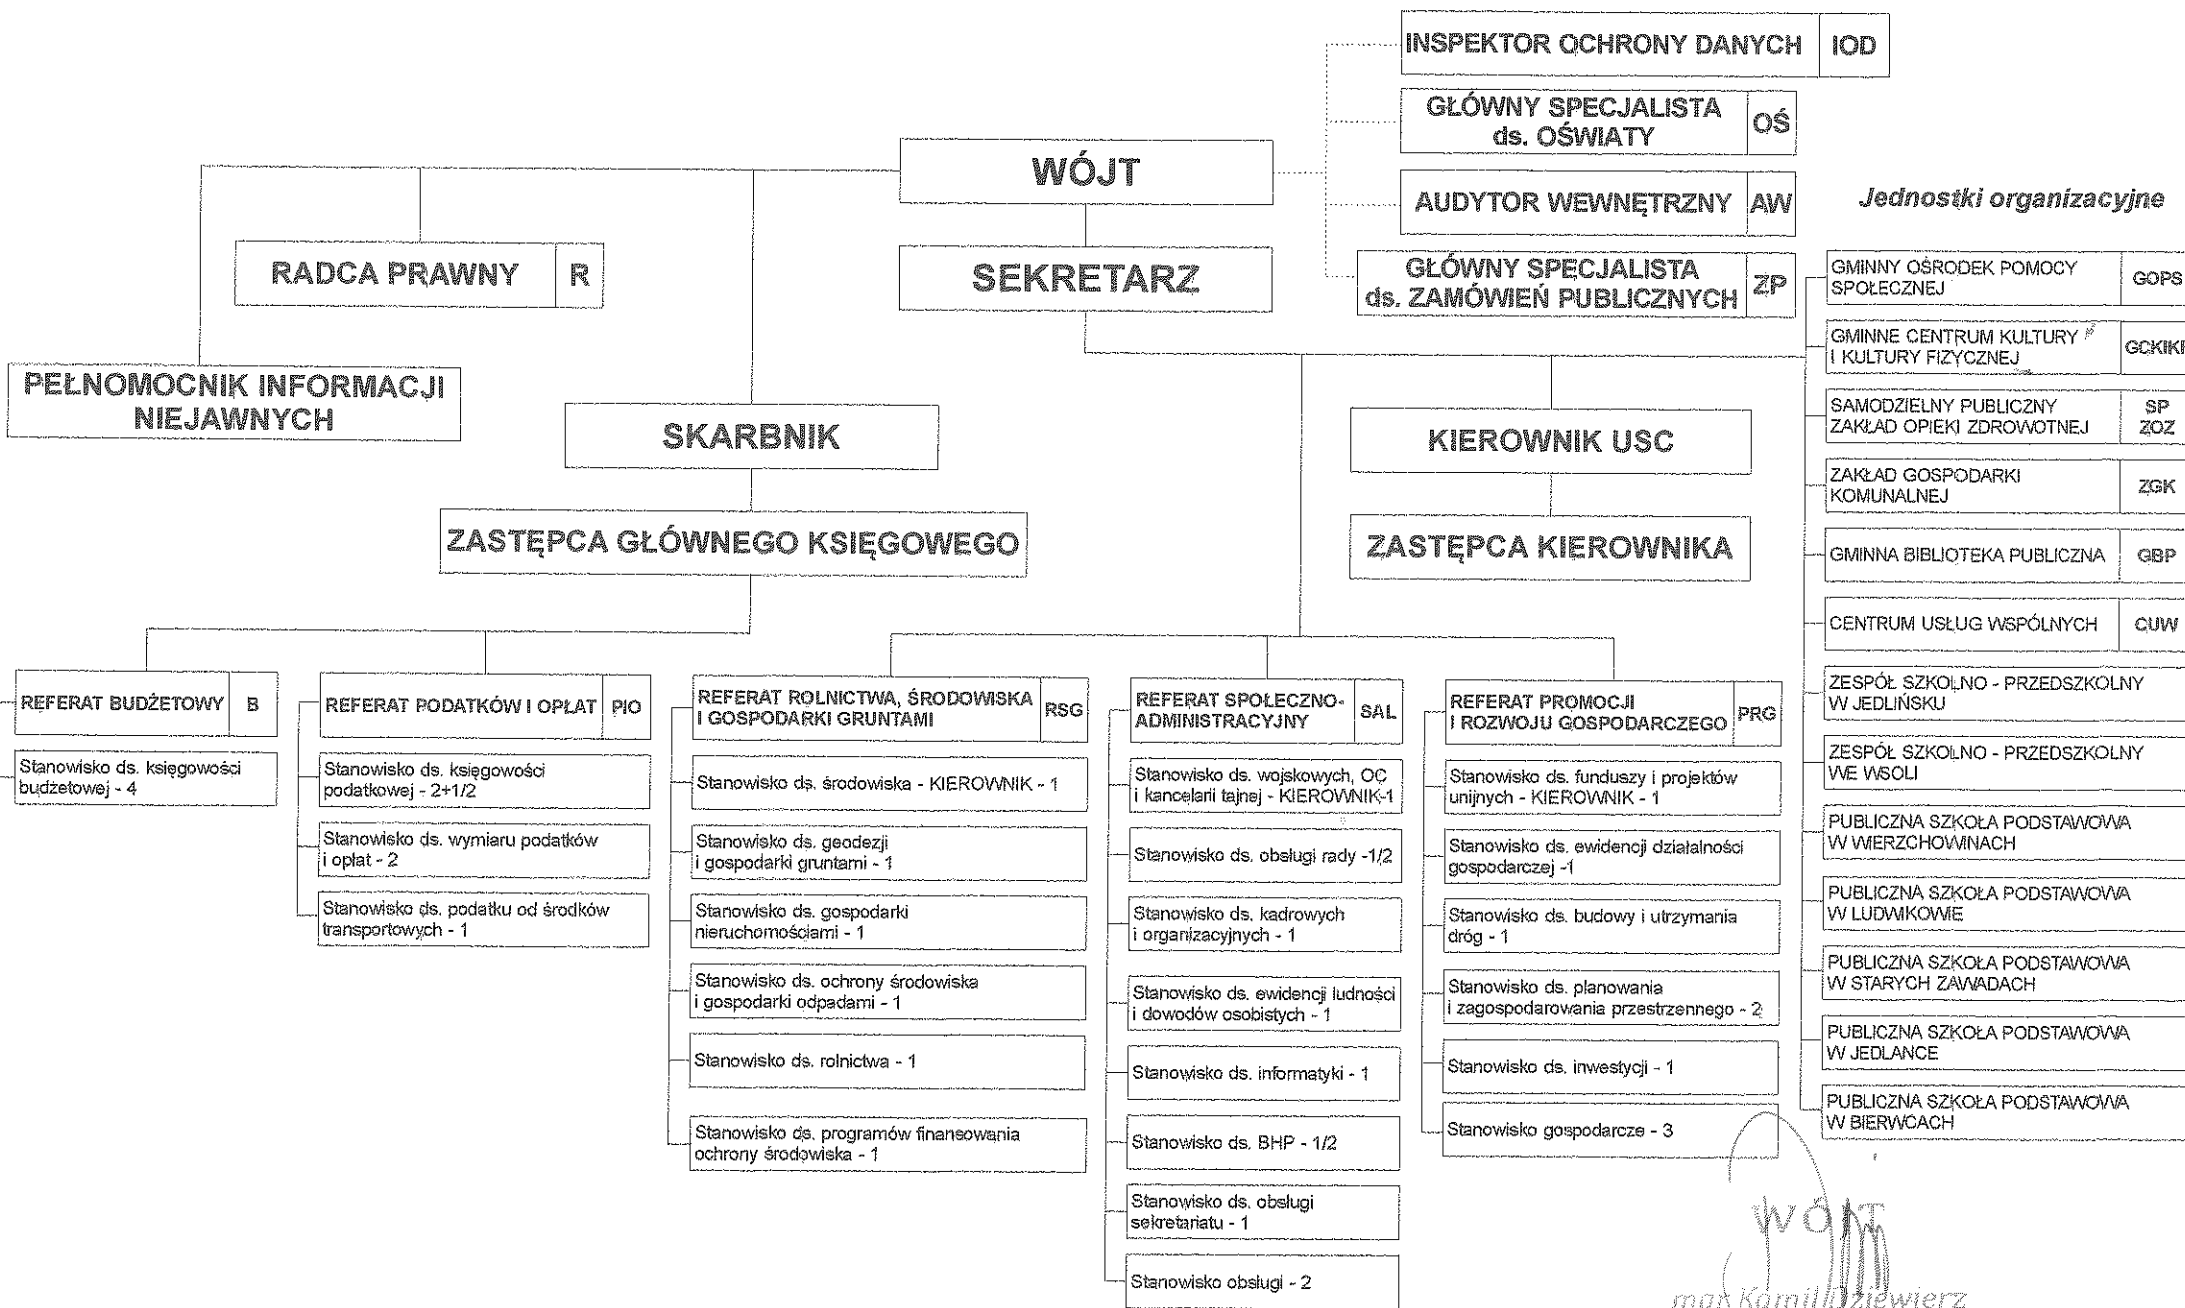 INSPEKTOR OCHRONY DANYCH IOD
GŁÓWNY SPECJALISTA
ds. OŚWIATY OŚ
WÓJT
AUDYTOR WEWNĘTRZNY AW
Jednostki organizacyjne
RADCA PRAWNY R
SEKRETARZ
GŁÓWNY SPECJALISTA
ds. ZAMÓWIEŃ PUBLICZNYCH ZP
PEŁNOMOCNIK INFORMACJI
NIEJAWNYCH
SKARBNIK
KIEROWNIK USC
ZASTĘPCA GŁÓWNEGO KSIĘGOWEGO
ZASTĘPCA KIEROWNIKA
GMINNY OŚRODEK POMOCY
SPOŁECZNEJ GOPS
GMINNE CENTRUM KULTURY
I KULTURY FIZYCZNEJ
SAMODZIELNY PUBLICZNY SP
ZAKŁAD OPIEKI ZDROWOTNEJ ZOZ
ZAKŁAD GOSPODARKI
KOMUNALNEJ ZGK
GMINNA BIBLIOTEKA PUBLICZNA GBP
CENTRUM USŁUG WSPÓLNYCH CUW
ZESPÓŁ SZKOLNO - PRZEDSZKOLNY
W JEDLIŃSKU
ZESPÓŁ SZKOLNO - PRZEDSZKOLNY
WE WSOLI
PUBLICZNA SZKOŁA PODSTAWOWA
W WIERZCHOWINACH
PUBLICZNA SZKOŁA PODSTAWOWA
W LUDWIKOWIE
PUBLICZNA SZKOŁA PODSTAWOWA
W STARYCH ZAWADACH
PUBLICZNA SZKOŁA PODSTAWOWA
W JEDLANCE
PUBLICZNA SZKOŁA PODSTAWOWA
W BIERWCACH
REFERAT BUDŻETOWY B
Stanowisko ds. księgowości
budżetowej - 4
REFERAT PODATKÓW I OPŁAT PIO
Stanowisko ds. księgowości
podatkowej - 2+1/2
Stanowisko ds. wymiaru podatków
i opłat - 2
Stanowisko ds. podatku od środków
transportowych - 1
REFERAT ROLNICTWA, ŚRODOWISKA
I GOSPODARKI GRUNTAMI RSG
Stanowisko ds. środowiska - KIEROWNIK - 1
Stanowisko ds. geodezji
i gospodarki gruntami - 1
Stanowisko ds. gospodarki
nieruchomościami - 1
Stanowisko ds. ochrony środowiska
i gospodarki odpadami - 1
Stanowisko ds. rolnictwa - 1
Stanowisko ds. programów finansowania
ochrony środowiska - 1
REFERAT SPOŁECZNO-
ADMINISTRACYJNY SAL
Stanowisko ds. wojskowych, OC
i kancelarii tajnej - KIEROWNIK-1
Stanowisko ds. obsługi rady -1/2
Stanowisko ds. kadrowych
i organizacyjnych - 1
Stanowisko ds. ewidencji ludności
i dowodów osobistych - 1
Stanowisko ds. informatyki - 1
Stanowisko ds. BHP - 1/2
Stanowisko ds. obsługi
sekretariatu - 1
Stanowisko obsługi - 2
REFERAT PROMOCJI
I ROZWOJU GOSPODARCZEGO PRG
Stanowisko ds. funduszy i projektów
unijnych - KIEROWNIK - 1
Stanowisko ds. ewidencji działalności
gospodarczej -1
Stanowisko ds. budowy i utrzymania
dróg - 1
Stanowisko ds. planowania
i zagospodarowania przestrzennego - 2
Stanowisko ds. inwestycji - 1
Stanowisko gospodarcze - 3
WÓJT
Kamil Dziewierz